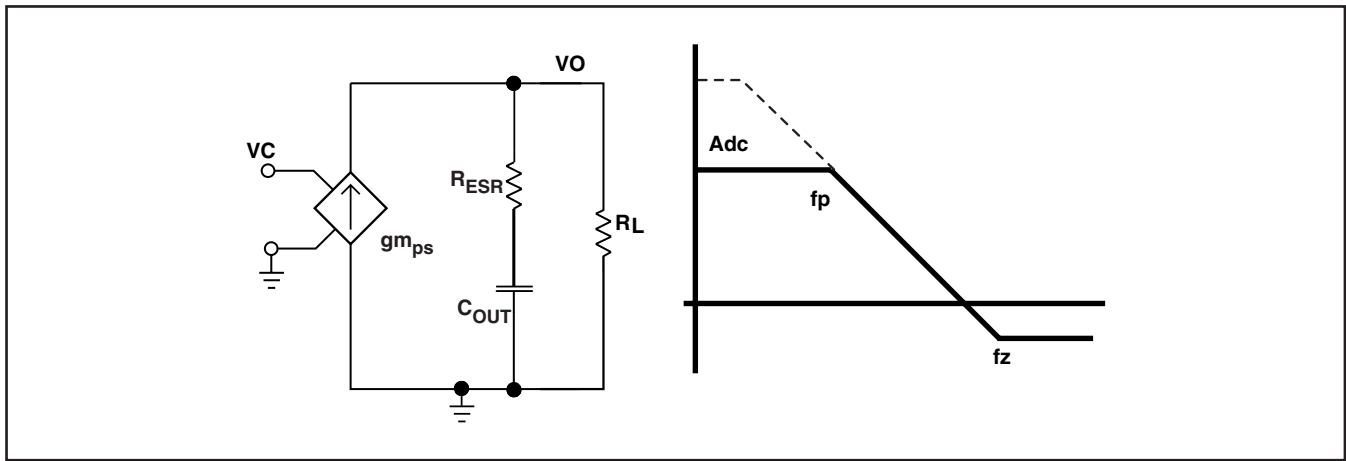 VO
VC
Adc
R_ESR
fp
RL
gm_ps
C_OUT
fz